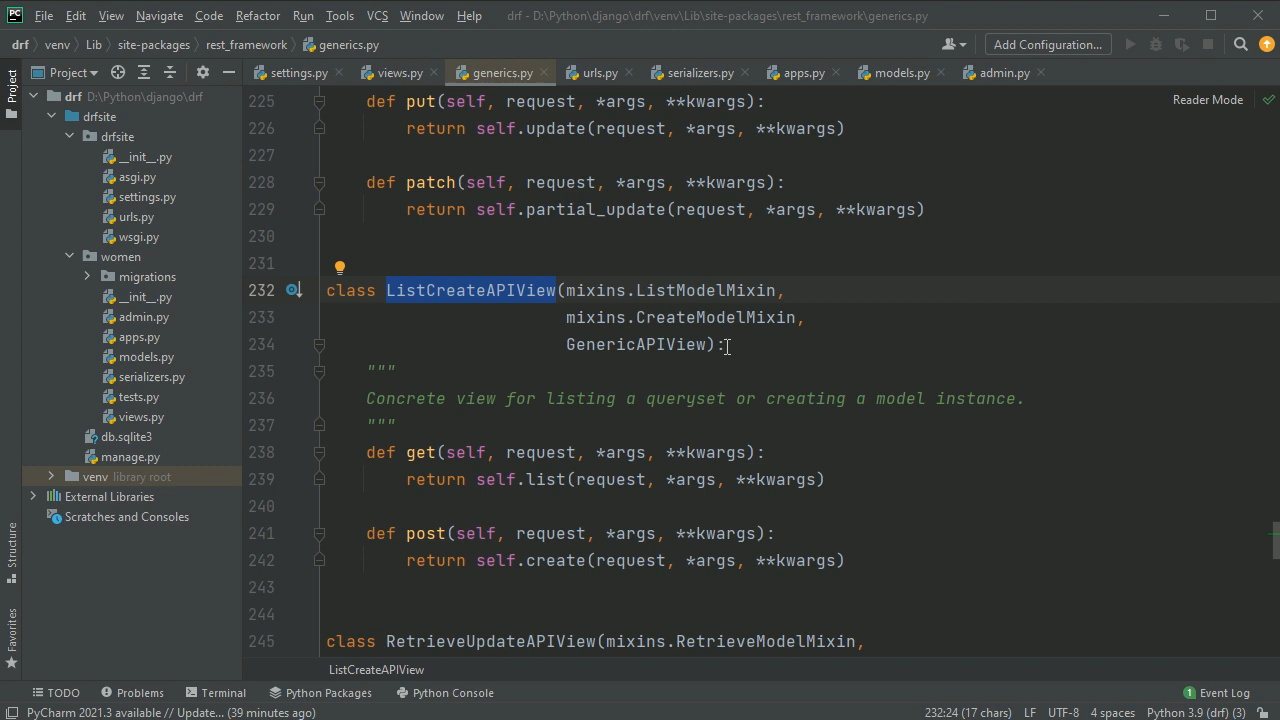 PC File Edit View Navigate Code Refactor Run Tools VCS Window Help drf - D:\Python\django\drf\venv\Lib\site-packages\rest_framework\generics.py
drf venv Lib site-packages rest_framework generics.py Add Configuration...
Project settings.py views.py generics.py urls.py serializers.py apps.py models.py admin.py
Project
drf D:\Python\django\drf
drfsite
drfsite
__init__.py
asgi.py
settings.py
urls.py
wsgi.py
women
migrations
__init__.py
admin.py
apps.py
models.py
serializers.py
tests.py
views.py
db.sqlite3
manage.py
venv library root
External Libraries
Scratches and Consoles
Structure
Favorites
Reader Mode
225 def put(self, request, *args, **kwargs):
226 return self.update(request, *args, **kwargs)
227
228 def patch(self, request, *args, **kwargs):
229 return self.partial_update(request, *args, **kwargs)
230
231
232 class ListCreateAPIView(mixins.ListModelMixin,
233 mixins.CreateModelMixin,
234 GenericAPIView):
235 """
236 Concrete view for listing a queryset or creating a model instance.
237 """
238 def get(self, request, *args, **kwargs):
239 return self.list(request, *args, **kwargs)
240
241 def post(self, request, *args, **kwargs):
242 return self.create(request, *args, **kwargs)
243
244
245 class RetrieveUpdateAPIView(mixins.RetrieveModelMixin,
ListCreateAPIView
TODO Problems Terminal Python Packages Python Console 1 Event Log
PyCharm 2021.3 available // Update... (39 minutes ago) 232:24 (17 chars) LF UTF-8 4 spaces Python 3.9 (drf) (3)